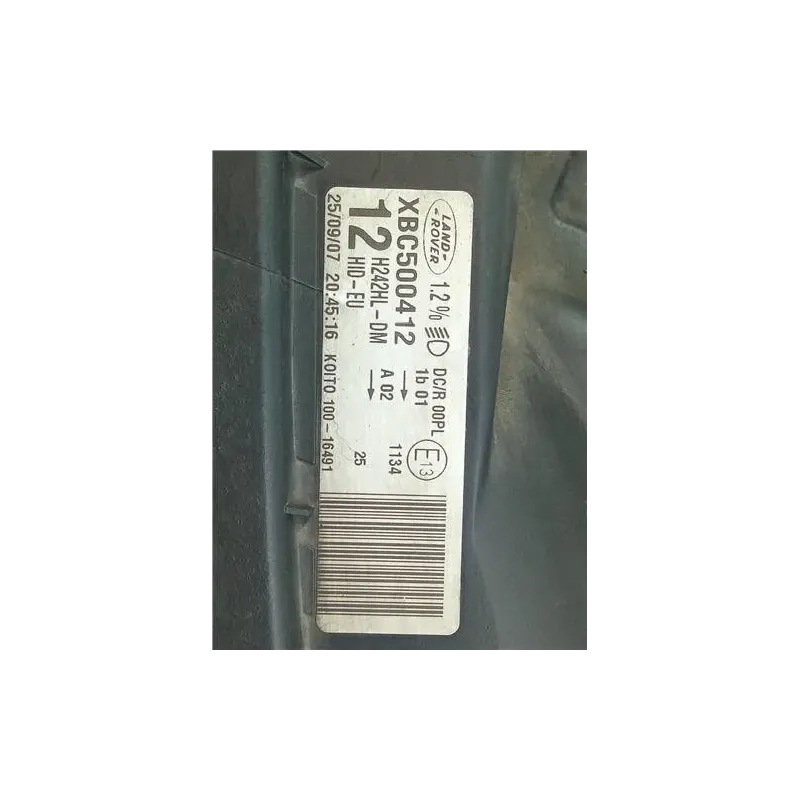 LAND-
-ROVER
1.2%
DC/R 00PL
E13
XBC500412
1b 01
1134
12
H242HL-DM
A 02
HID-EU
25
25/09/07 20:45:16 KOITO 100-16491